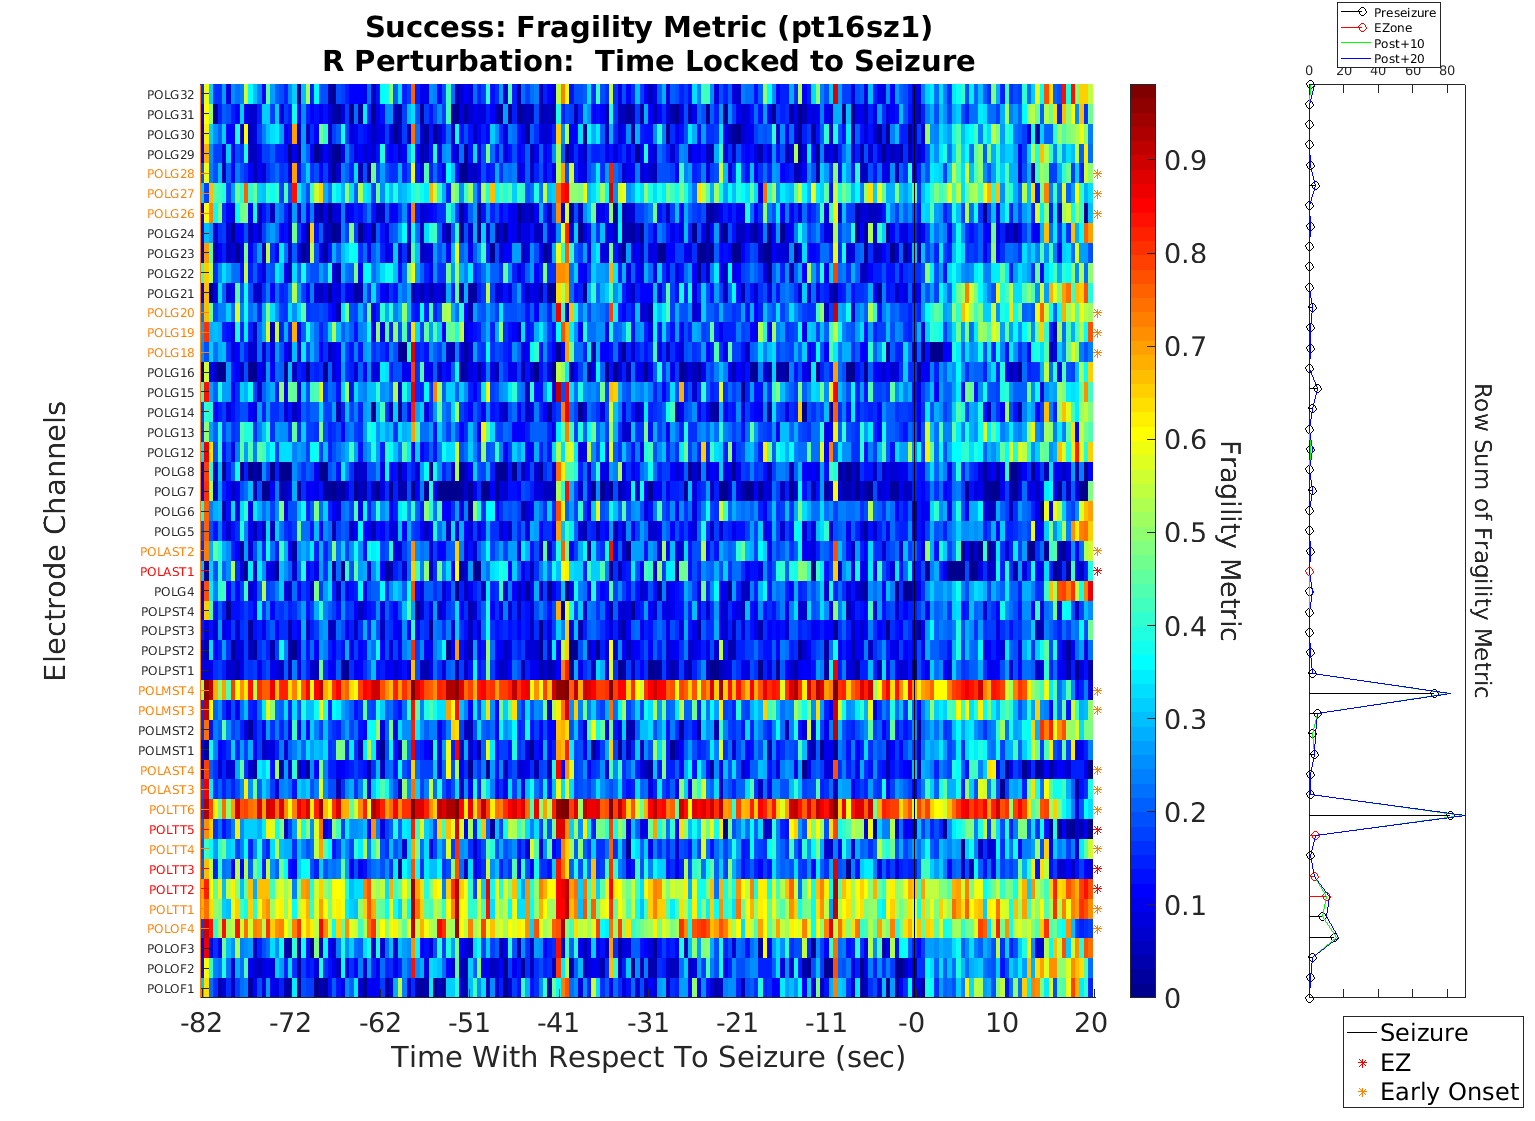 Success: Fragility Metric (pt16sz1)
R Perturbation:  Time Locked to Seizure
Electrode Channels
POLG32
POLG31
POLG30
POLG29
POLG28
POLG27
POLG26
POLG24
POLG23
POLG22
POLG21
POLG20
POLG19
POLG18
POLG16
POLG15
POLG14
POLG13
POLG12
POLG8
POLG7
POLG6
POLG5
POLAST2
POLAST1
POLG4
POLPST4
POLPST3
POLPST2
POLPST1
POLMST4
POLMST3
POLMST2
POLMST1
POLAST4
POLAST3
POLTT6
POLTT5
POLTT4
POLTT3
POLTT2
POLTT1
POLOF4
POLOF3
POLOF2
POLOF1
-82 -72 -62 -51 -41 -31 -21 -11 -0 10 20
Time With Respect To Seizure (sec)
0.9
0.8
0.7
0.6
0.5
0.4
0.3
0.2
0.1
0
Fragility Metric
Preseizure
EZone
Post+10
Post+20
0 20 40 60 80
Row Sum of Fragility Metric
Seizure
EZ
Early Onset